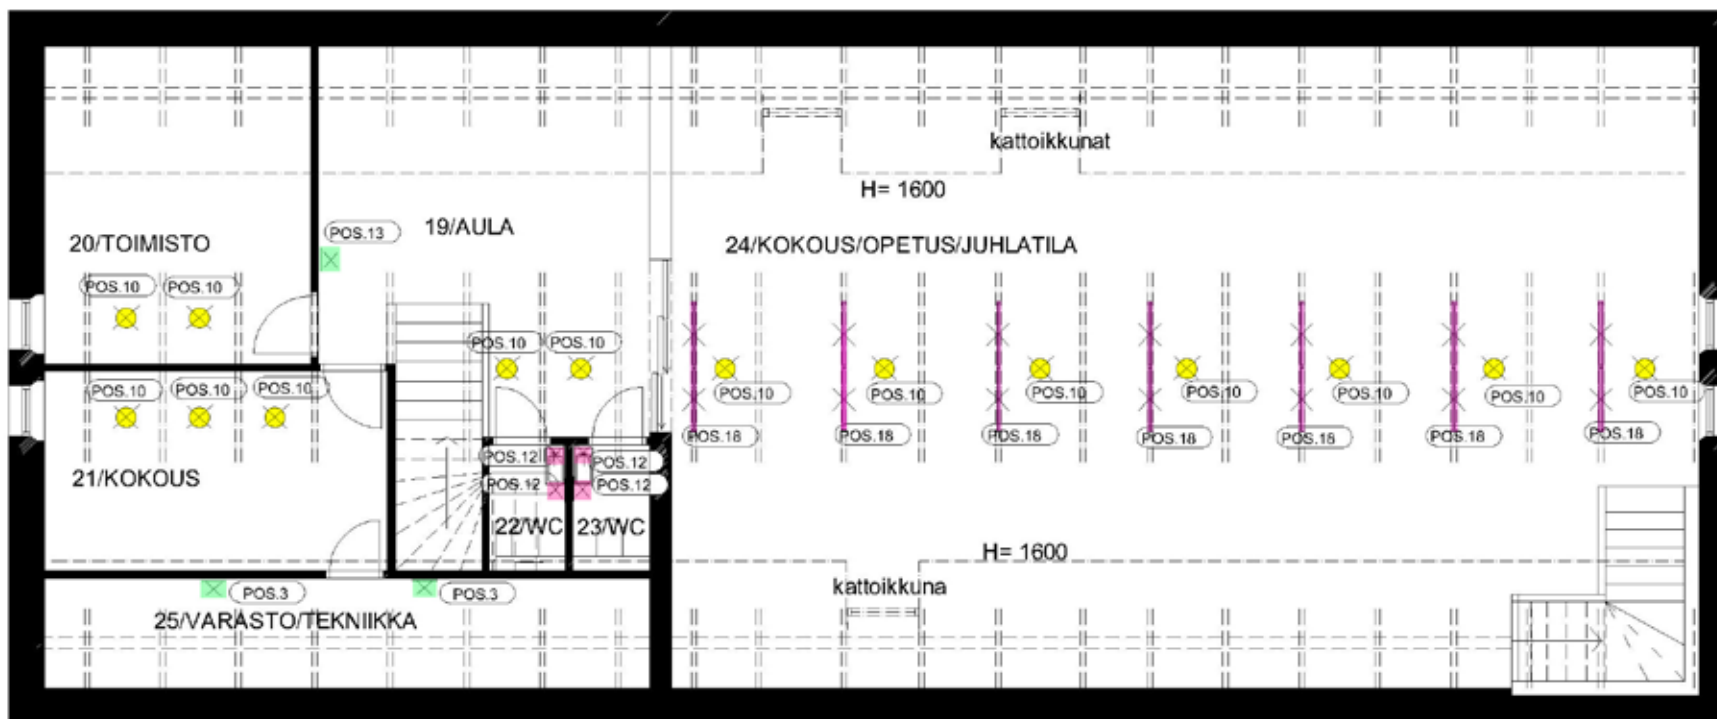 kattoikkunat
H= 1600
19/AULA
POS.13
20/TOIMISTO
24/KOKOUS/OPETUS/JUHLATILA
POS.10
POS.10
POS.10
POS.10
POS.10
POS.10
POS.10
POS.10
POS.10
POS.10
POS.10
POS.10
POS.10
POS.10
POS.18
POS.18
POS.18
POS.18
POS.18
POS.18
POS.18
POS.12
POS.12
POS.12
POS.12
21/KOKOUS
22/WC
23/WC
H= 1600
kattoikkuna
POS.3
POS.3
25/VARASTO/TEKNIIKKA